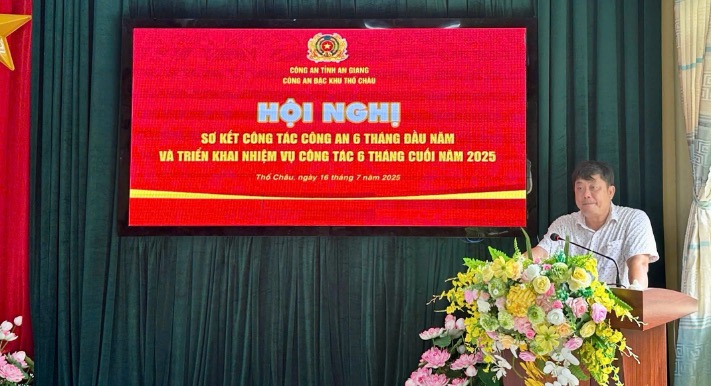 CÔNG AN TỈNH AN GIANG
CÔNG AN ĐẶC KHU THỔ CHÂU
HỘI NGHỊ
SƠ KẾT CÔNG TÁC CÔNG AN 6 THÁNG ĐẦU NĂM
VÀ TRIỂN KHAI NHIỆM VỤ CÔNG TÁC 6 THÁNG CUỐI NĂM 2025
Thổ Châu, ngày 16 tháng 7 năm 2025